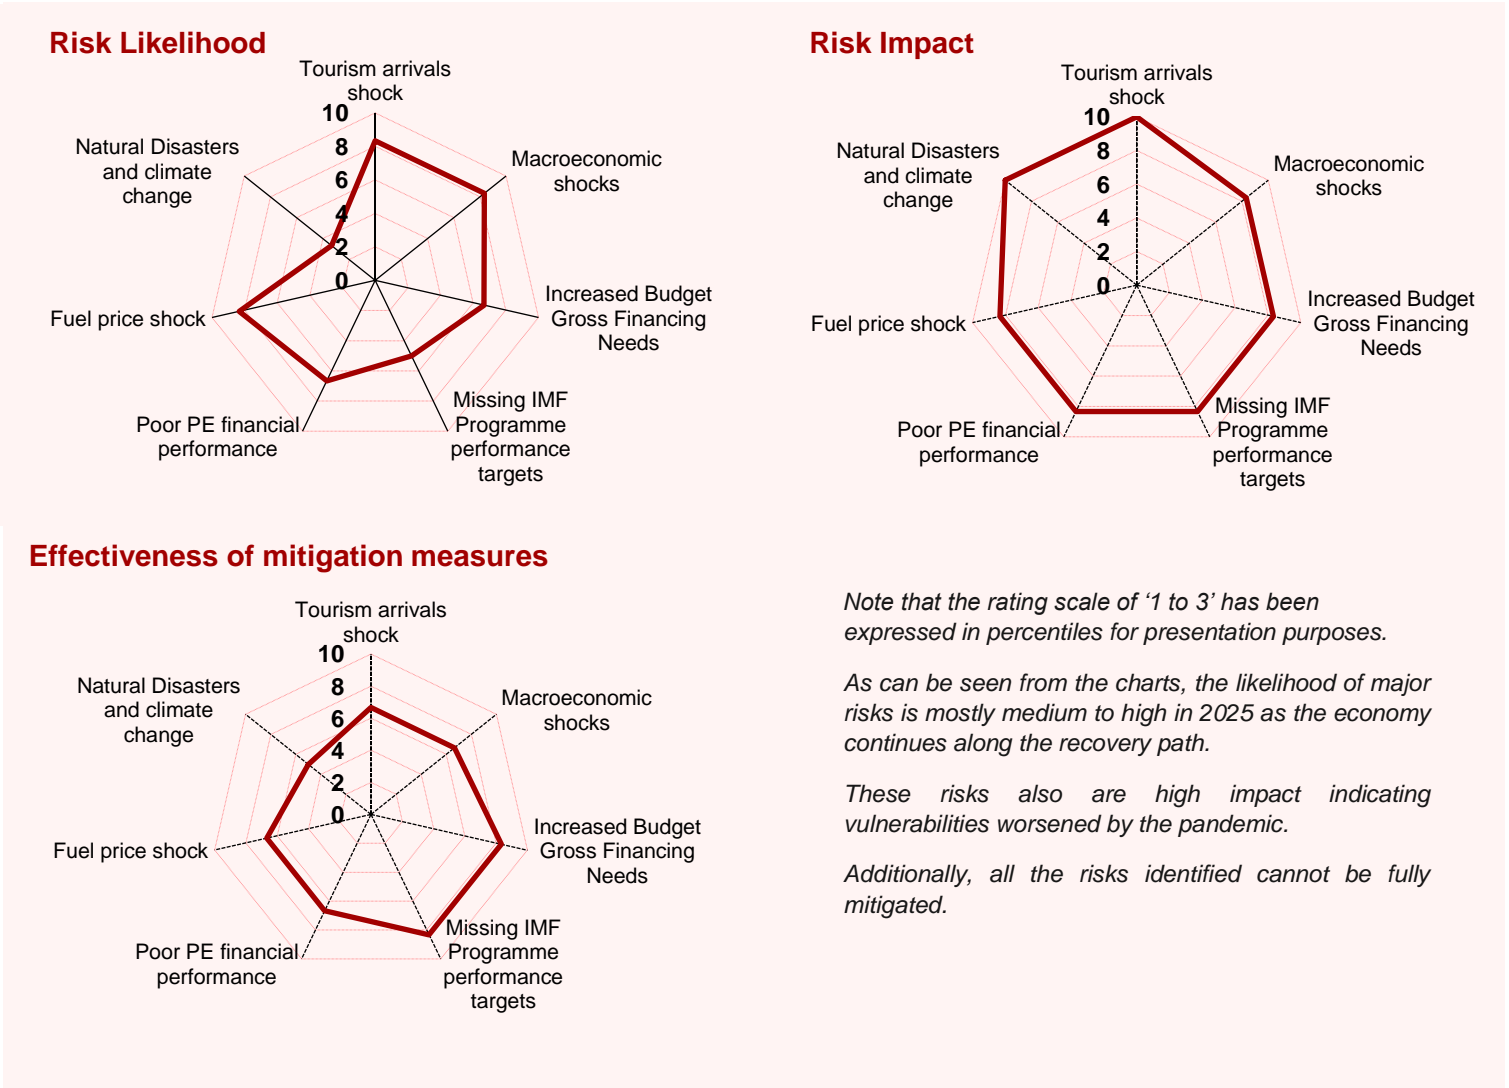 Risk Likelihood
Tourism arrivals
shock
10
8
6
4
2
0
Macroeconomic
shocks
Increased Budget
Gross Financing
Needs
Missing IMF
Programme
performance
targets
Poor PE financial
performance
Fuel price shock
Natural Disasters
and climate
change
Risk Impact
Tourism arrivals
shock
10
8
6
4
2
0
Macroeconomic
shocks
Increased Budget
Gross Financing
Needs
Missing IMF
Programme
performance
targets
Poor PE financial
performance
Fuel price shock
Natural Disasters
and climate
change
Effectiveness of mitigation measures
Tourism arrivals
shock
10
8
6
4
2
0
Macroeconomic
shocks
Increased Budget
Gross Financing
Needs
Missing IMF
Programme
performance
targets
Poor PE financial
performance
Fuel price shock
Natural Disasters
and climate
change
Note that the rating scale of ‘1 to 3’ has been
expressed in percentiles for presentation purposes.
As can be seen from the charts, the likelihood of major
risks is mostly medium to high in 2025 as the economy
continues along the recovery path.
These risks also are high impact indicating
vulnerabilities worsened by the pandemic.
Additionally, all the risks identified cannot be fully
mitigated.